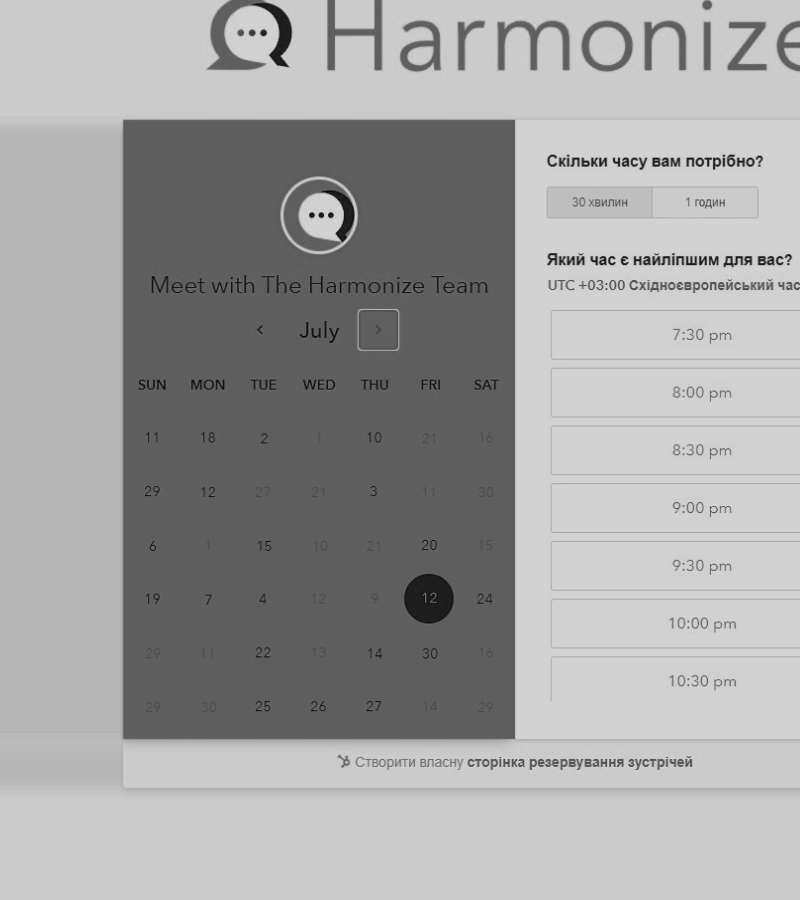 Harmonize
Meet with The Harmonize Team
July
SUN MON TUE WED THU FRI SAT
11 18 2 1 10 21 16
29 12 27 21 3 11 30
6 1 15 10 21 20 15
19 7 4 12 9 12 24
29 11 22 13 14 30 16
29 30 25 26 27 14 29
Скільки часу вам потрібно?
30 хвилин 1 годин
Який час є найліпшим для вас?
UTC +03:00 Східноєвропейський час
7:30 pm
8:00 pm
8:30 pm
9:00 pm
9:30 pm
10:00 pm
10:30 pm
Створити власну сторінка резервування зустрічей